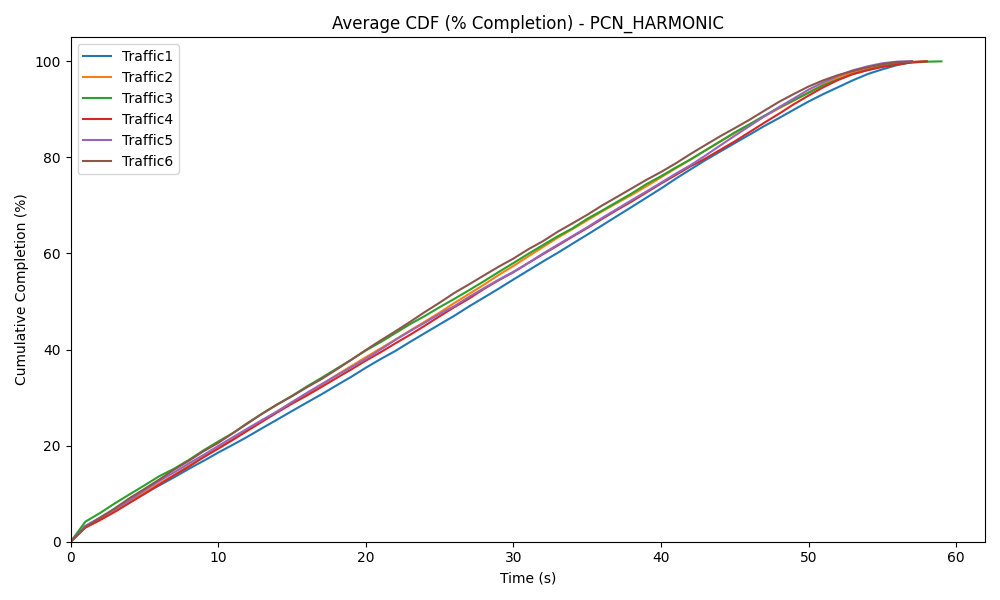 Average CDF (% Completion) - PCN_HARMONIC
Traffic1
Traffic2
Traffic3
Traffic4
Traffic5
Traffic6
Cumulative Completion (%)
100
80
60
40
20
0
0 10 20 30 40 50 60
Time (s)